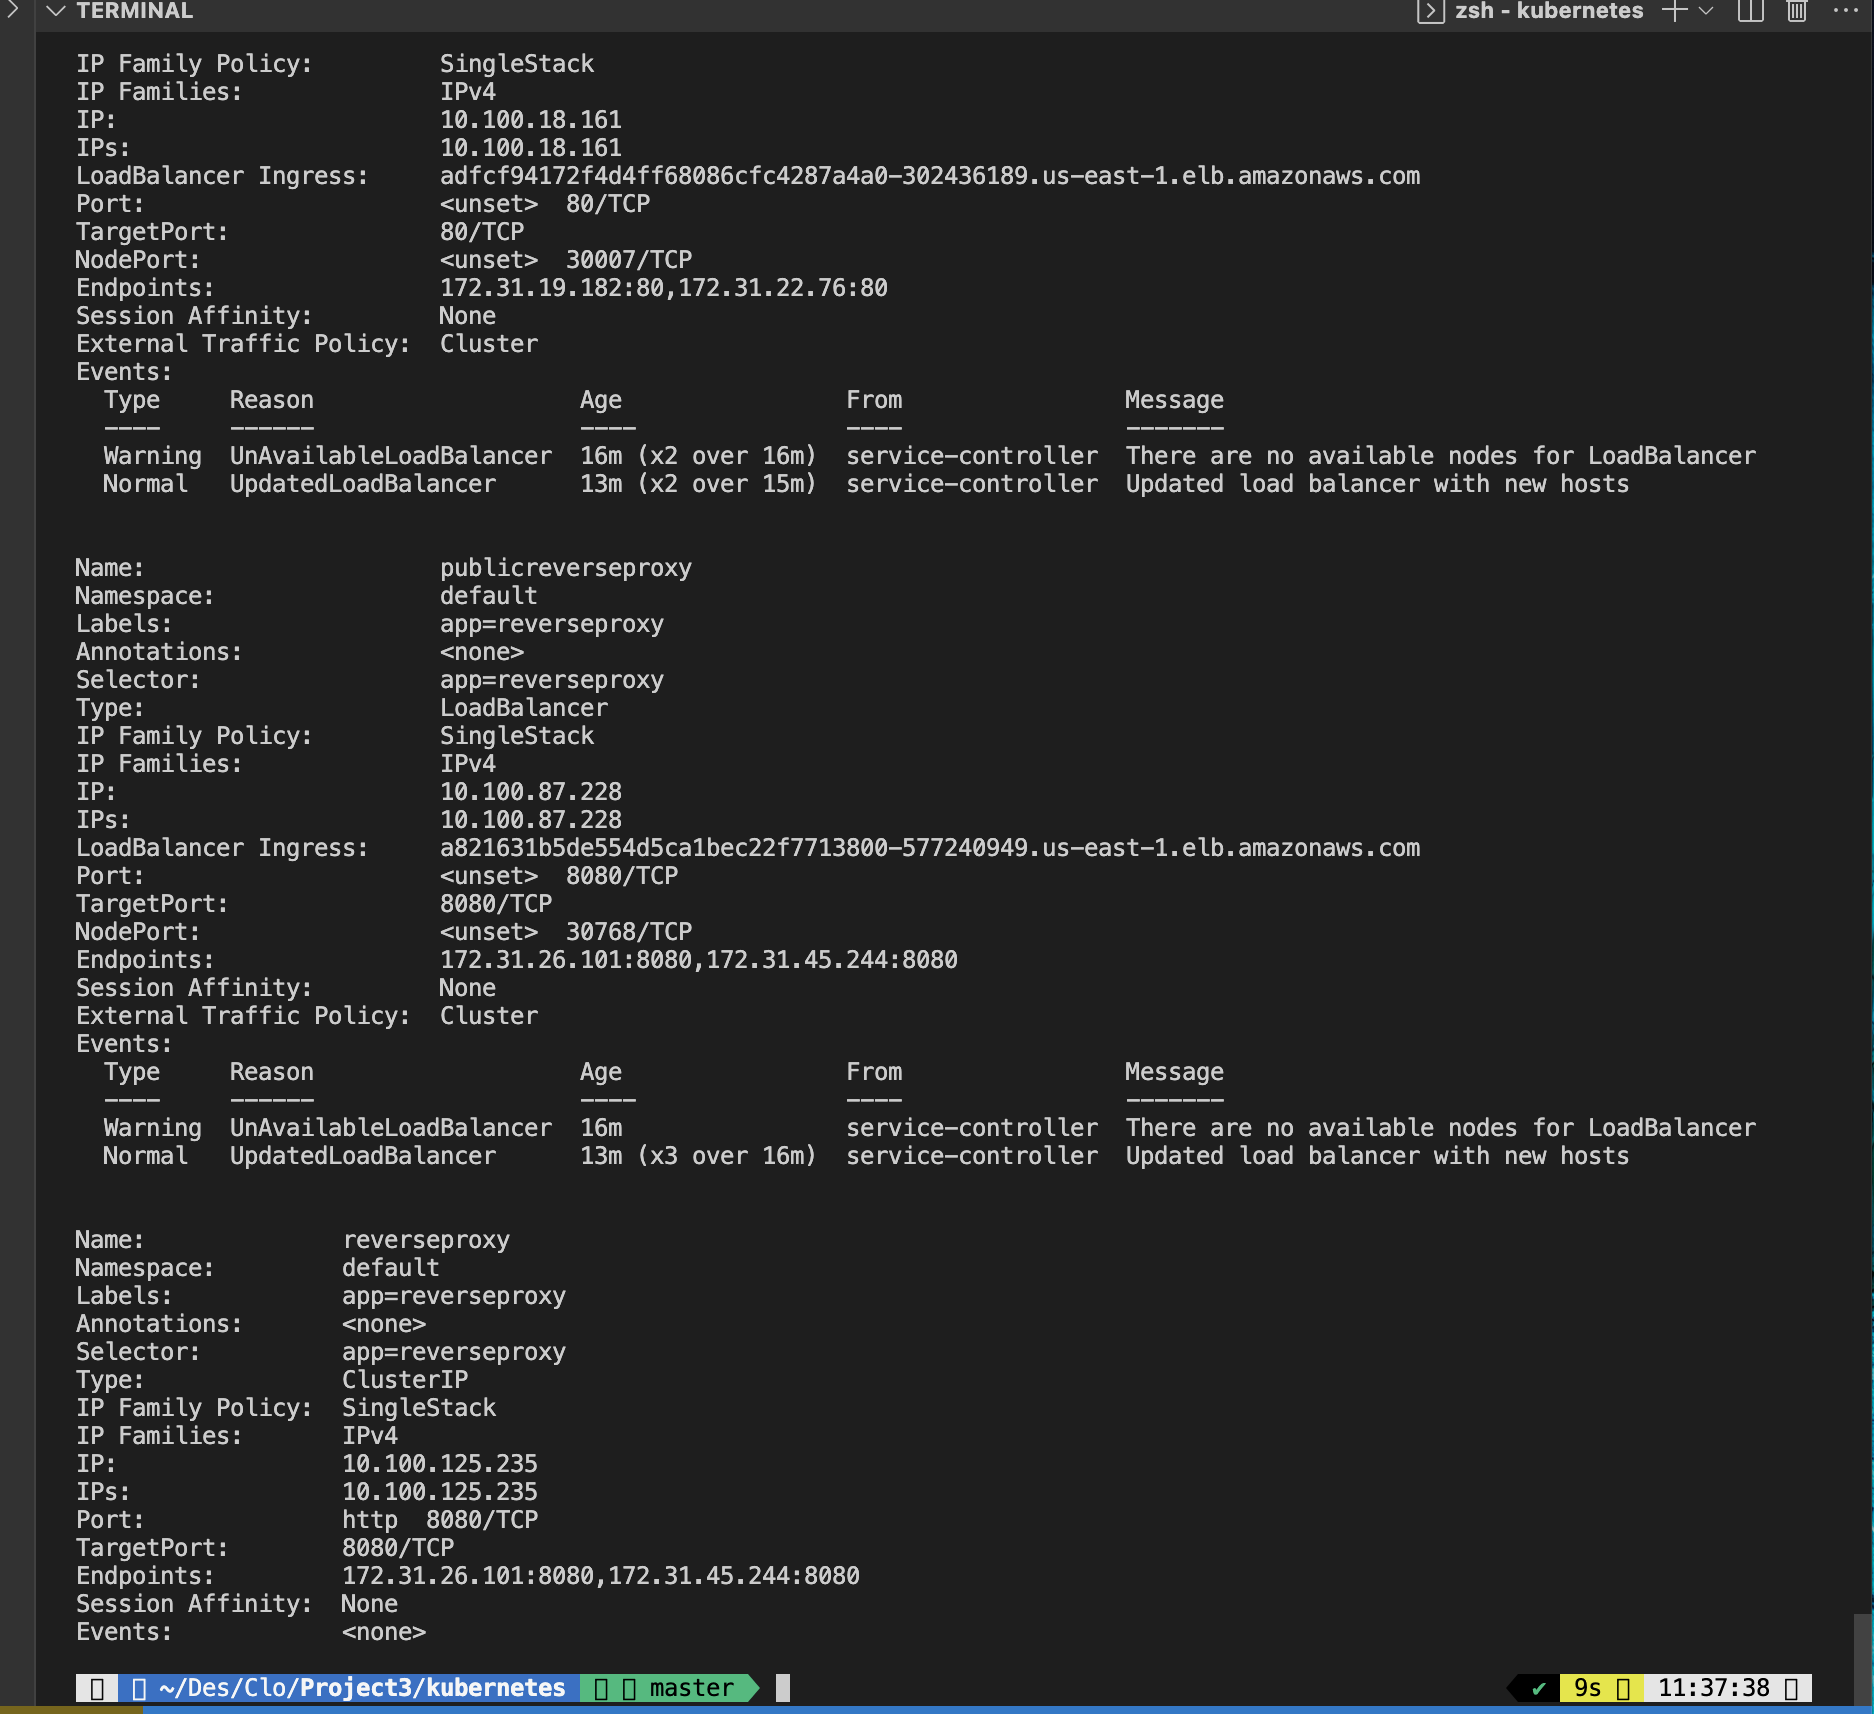 TERMINAL
zsh - kubernetes
IP Family Policy: SingleStack
IP Families: IPv4
IP: 10.100.18.161
IPs: 10.100.18.161
LoadBalancer Ingress: adfcf94172f4d4ff68086cfc4287a4a0-302436189.us-east-1.elb.amazonaws.com
Port: <unset> 80/TCP
TargetPort: 80/TCP
NodePort: <unset> 30007/TCP
Endpoints: 172.31.19.182:80,172.31.22.76:80
Session Affinity: None
External Traffic Policy: Cluster
Events:
Type Reason Age From Message
---- ------ ---- ---- -------
Warning UnAvailableLoadBalancer 16m (x2 over 16m) service-controller There are no available nodes for LoadBalancer
Normal UpdatedLoadBalancer 13m (x2 over 15m) service-controller Updated load balancer with new hosts
Name: publicreverseproxy
Namespace: default
Labels: app=reverseproxy
Annotations: <none>
Selector: app=reverseproxy
Type: LoadBalancer
IP Family Policy: SingleStack
IP Families: IPv4
IP: 10.100.87.228
IPs: 10.100.87.228
LoadBalancer Ingress: a821631b5de554d5ca1bec22f7713800-577240949.us-east-1.elb.amazonaws.com
Port: <unset> 8080/TCP
TargetPort: 8080/TCP
NodePort: <unset> 30768/TCP
Endpoints: 172.31.26.101:8080,172.31.45.244:8080
Session Affinity: None
External Traffic Policy: Cluster
Events:
Type Reason Age From Message
---- ------ ---- ---- -------
Warning UnAvailableLoadBalancer 16m service-controller There are no available nodes for LoadBalancer
Normal UpdatedLoadBalancer 13m (x3 over 16m) service-controller Updated load balancer with new hosts
Name: reverseproxy
Namespace: default
Labels: app=reverseproxy
Annotations: <none>
Selector: app=reverseproxy
Type: ClusterIP
IP Family Policy: SingleStack
IP Families: IPv4
IP: 10.100.125.235
IPs: 10.100.125.235
Port: http 8080/TCP
TargetPort: 8080/TCP
Endpoints: 172.31.26.101:8080,172.31.45.244:8080
Session Affinity: None
Events: <none>
~/Des/Clo/Project3/kubernetes master ✔ 9s 11:37:38